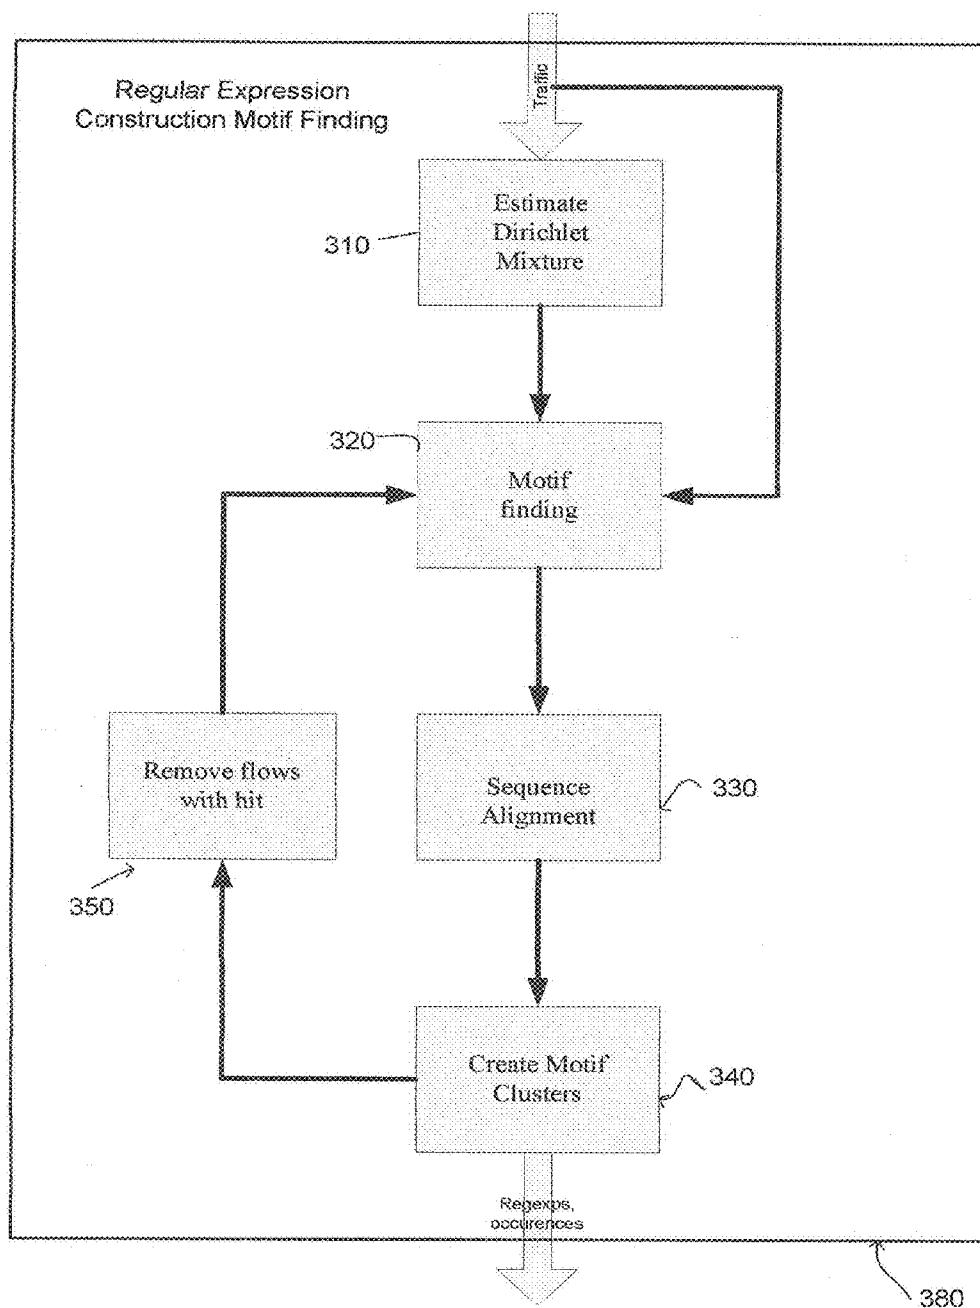 Traffic
Regular Expression
Construction Motif Finding
Estimate
Dirichlet
Mixture
310
320
Motif
finding
Remove flows
with hit
Sequence
Alignment
330
350
Create Motif
Clusters
340
Regexps,
occurences
380